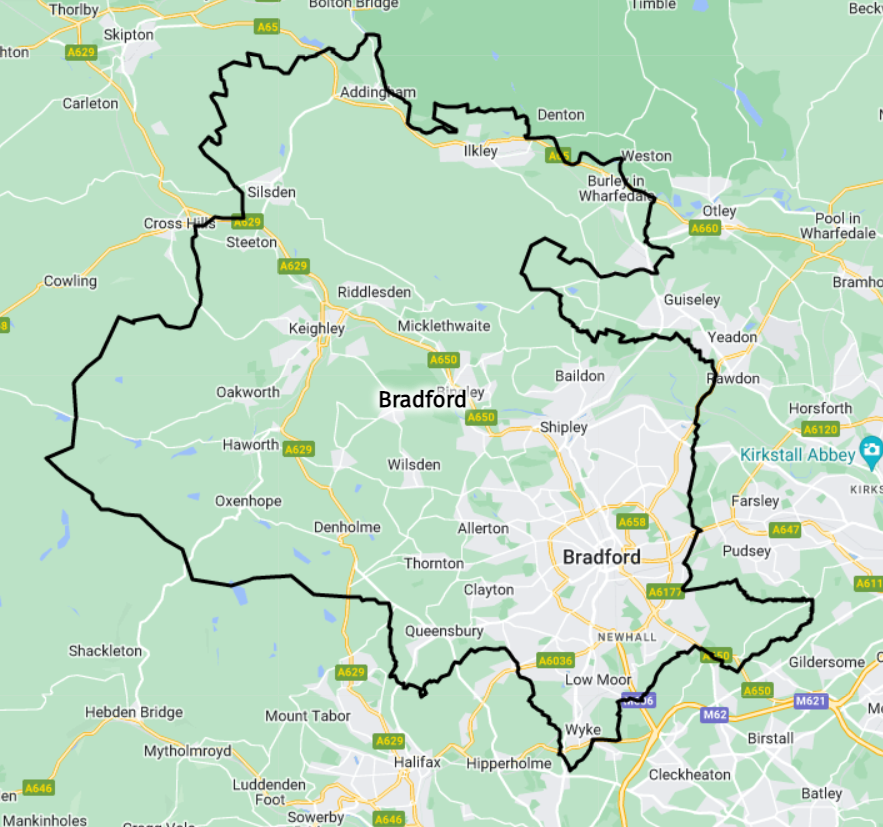 Thorlby
Bolton Bridge
Timble
Beckw
Skipton
A65
A629
hton
Carleton
Addingham
Denton
Ilkley
A65
Weston
Burley in
Wharfedale
Silsden
Otley
Cross Hills
A629
A660
Pool in
Wharfedale
Steeton
A629
Cowling
Riddlesden
Bramho
Guiseley
8
Keighley
Micklethwaite
Yeadon
A650
Baildon
Rawdon
Oakworth
Bingley
Bradford
Horsforth
A650
A6120
Shipley
Haworth
A629
Kirkstall Abbey
Wilsden
KIRKS
Oxenhope
Farsley
A658
Denholme
Allerton
A647
Bradford
Pudsey
Thornton
Clayton
A6177
A611
Queensbury
NEWHALL
Shackleton
A650
A6036
Gildersome
A629
Low Moor
A650
M606
M621
Hebden Bridge
Mount Tabor
M62
Wyke
Birstall
A629
Mytholmroyd
Halifax
Hipperholme
Cleckheaton
Luddenden
Foot
A646
Batley
en
Sowerby
A646
Mankinholes